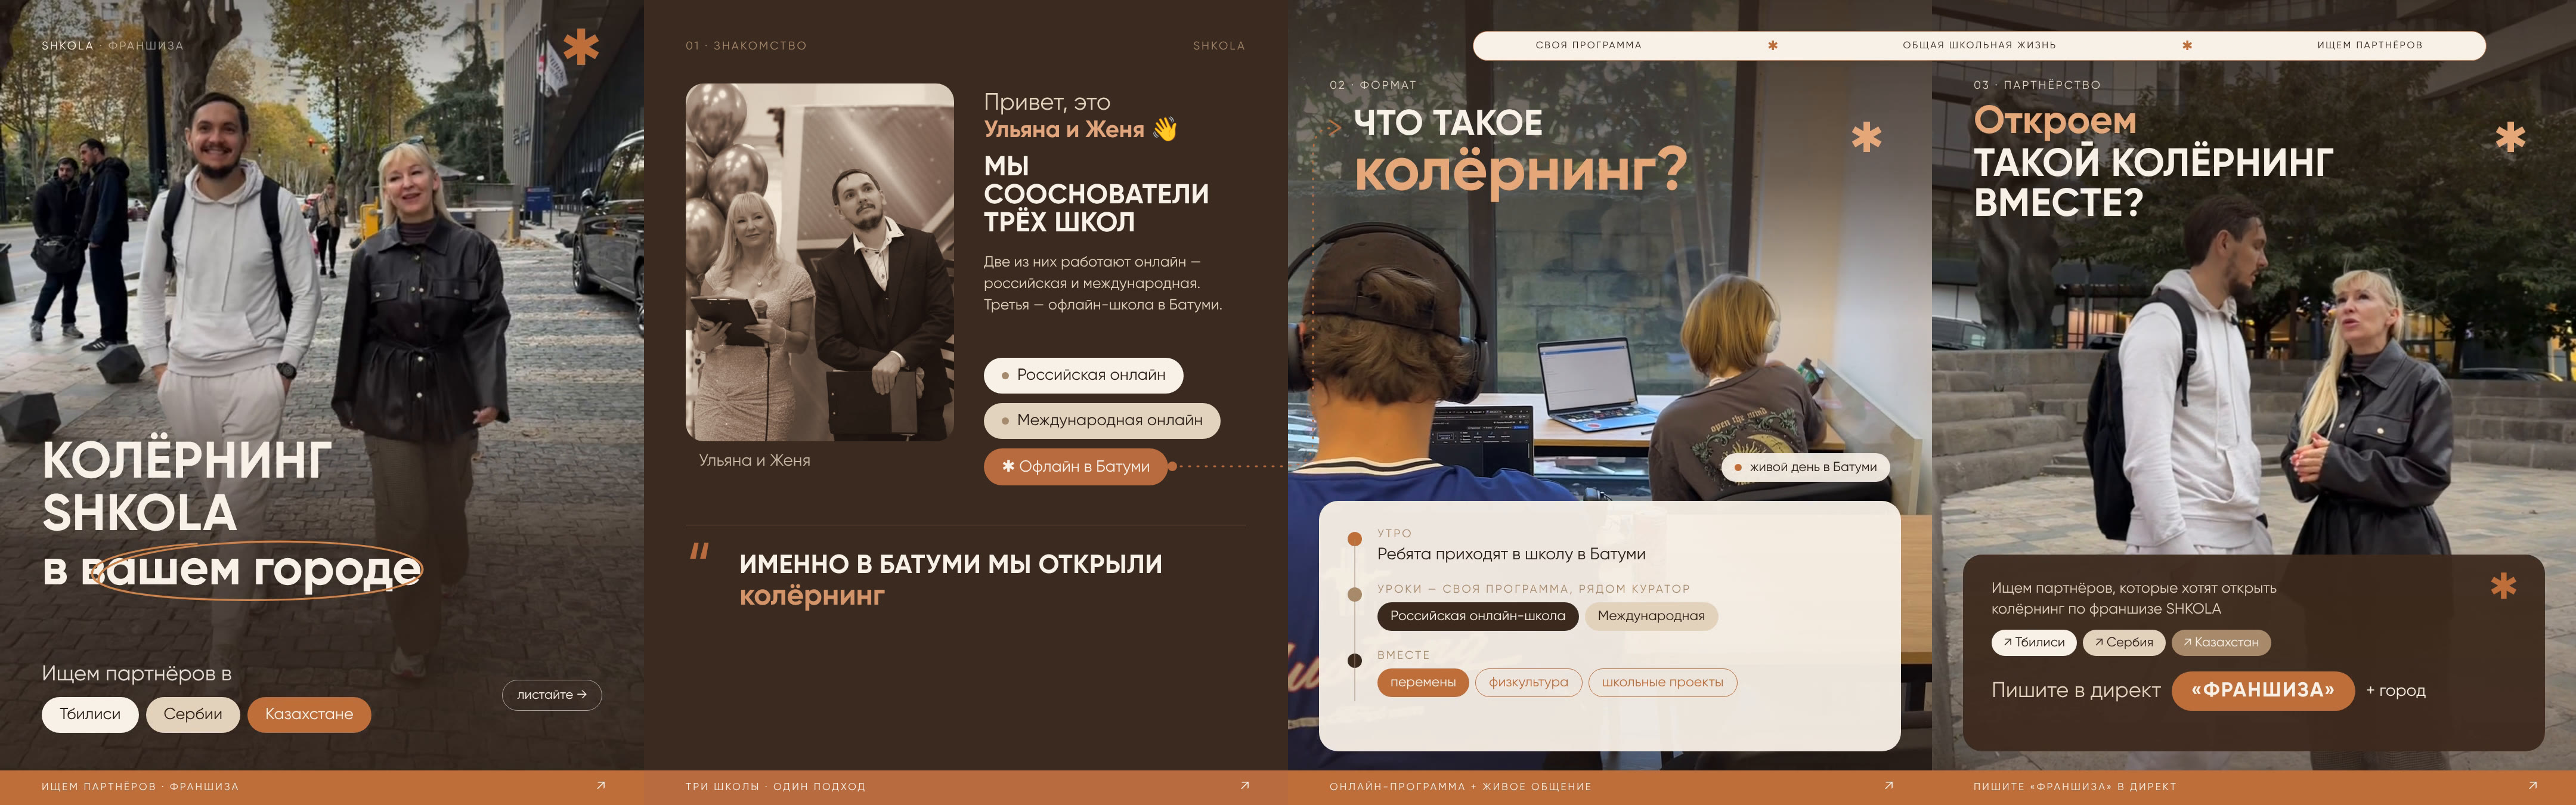 SHKOLA · ФРАНШИЗА
КОЛЁРНИНГ
SHKOLA
в вашем городе
Ищем партнёров в
Тбилиси Сербии Казахстане
листайте →
ИЩЕМ ПАРТНЁРОВ · ФРАНШИЗА ↗
01 · ЗНАКОМСТВО SHKOLA
Привет, это
Ульяна и Женя 👋
МЫ
СООСНОВАТЕЛИ
ТРЁХ ШКОЛ
Две из них работают онлайн —
российская и международная.
Третья — офлайн-школа в Батуми.
Российская онлайн
Международная онлайн
✱ Офлайн в Батуми
Ульяна и Женя
“ ИМЕННО В БАТУМИ МЫ ОТКРЫЛИ
колёрнинг
ТРИ ШКОЛЫ · ОДИН ПОДХОД ↗
СВОЯ ПРОГРАММА ✱ ОБЩАЯ ШКОЛЬНАЯ ЖИЗНЬ ✱ ИЩЕМ ПАРТНЁРОВ
02 · ФОРМАТ
ЧТО ТАКОЕ
колёрнинг?
open the mind
живой день в Батуми
УТРО
Ребята приходят в школу в Батуми
УРОКИ — СВОЯ ПРОГРАММА, РЯДОМ КУРАТОР
Российская онлайн-школа Международная
ВМЕСТЕ
перемены физкультура школьные проекты
ОНЛАЙН-ПРОГРАММА + ЖИВОЕ ОБЩЕНИЕ ↗
03 · ПАРТНЁРСТВО
Откроем
ТАКОЙ КОЛЁРНИНГ
ВМЕСТЕ?
Ищем партнёров, которые хотят открыть
колёрнинг по франшизе SHKOLA
↗ Тбилиси ↗ Сербия ↗ Казахстан
Пишите в директ «ФРАНШИЗА» + город
ПИШИТЕ «ФРАНШИЗА» В ДИРЕКТ ↗